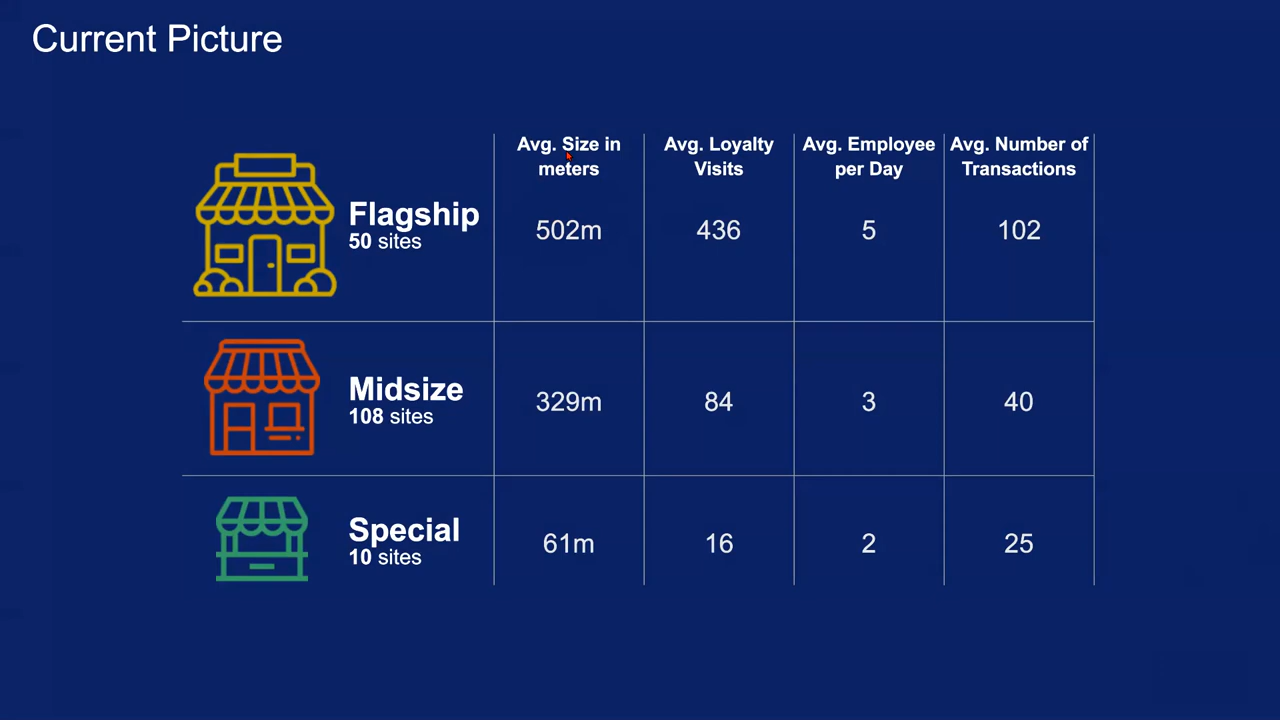 Current Picture
Avg. Size in
meters
Avg. Loyalty
Visits
Avg. Employee
per Day
Avg. Number of
Transactions
Flagship
50 sites
502m
436
5
102
Midsize
108 sites
329m
84
3
40
Special
10 sites
61m
16
2
25